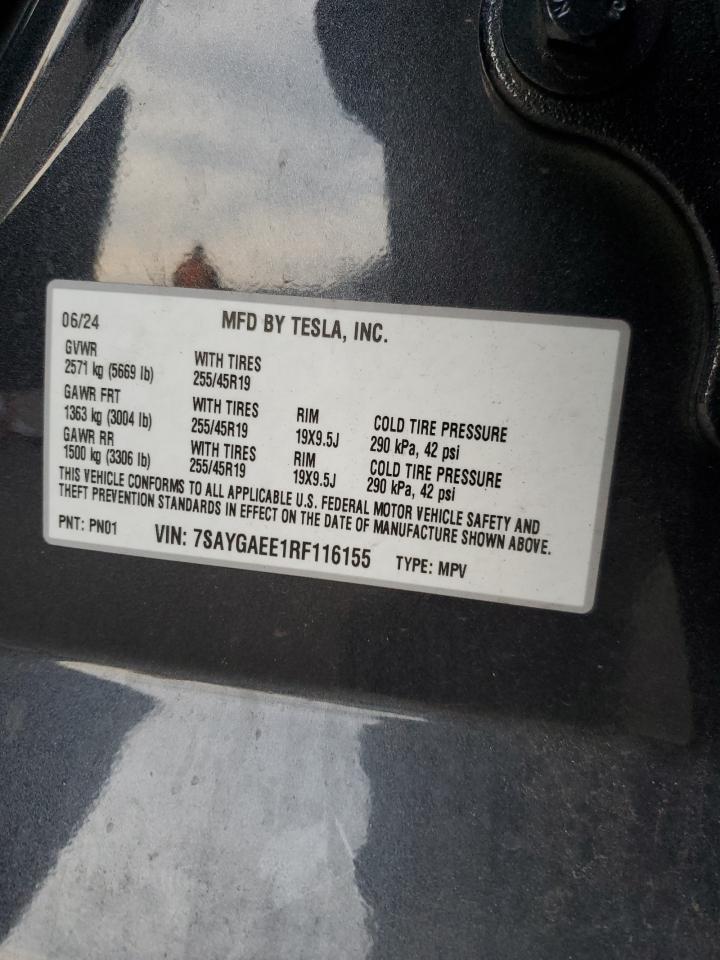 06/24 MFD BY TESLA, INC.
GVWR
2571 kg (5669 lb)
WITH TIRES
255/45R19
GAWR FRT
1363 kg (3004 lb)
WITH TIRES
255/45R19
RIM
19X9.5J
COLD TIRE PRESSURE
290 kPa, 42 psi
GAWR RR
1500 kg (3306 lb)
WITH TIRES
255/45R19
RIM
19X9.5J
COLD TIRE PRESSURE
290 kPa, 42 psi
THIS VEHICLE CONFORMS TO ALL APPLICABLE U.S. FEDERAL MOTOR VEHICLE SAFETY AND
THEFT PREVENTION STANDARDS IN EFFECT ON THE DATE OF MANUFACTURE SHOWN ABOVE.
PNT: PN01 VIN: 7SAYGAEE1RF116155 TYPE: MPV